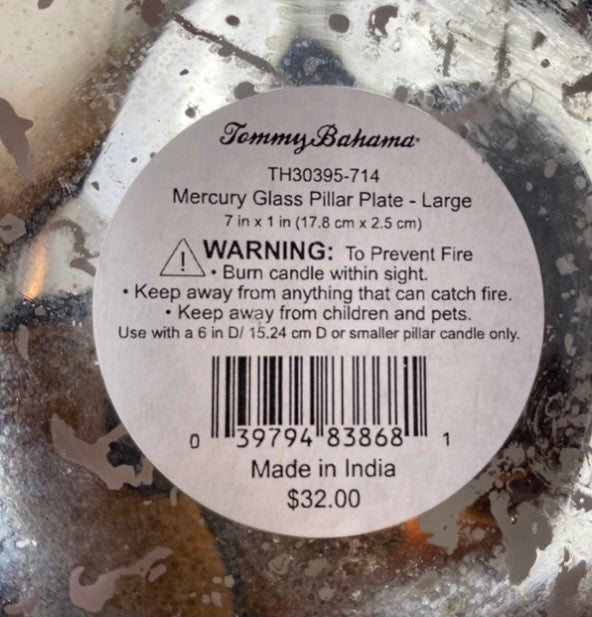 Tommy Bahama
TH30395-714
Mercury Glass Pillar Plate - Large
7 in x 1 in (17.8 cm x 2.5 cm)
! WARNING: To Prevent Fire
• Burn candle within sight.
• Keep away from anything that can catch fire.
• Keep away from children and pets.
Use with a 6 in D/ 15.24 cm D or smaller pillar candle only.
0 39794 83868 1
Made in India
$32.00